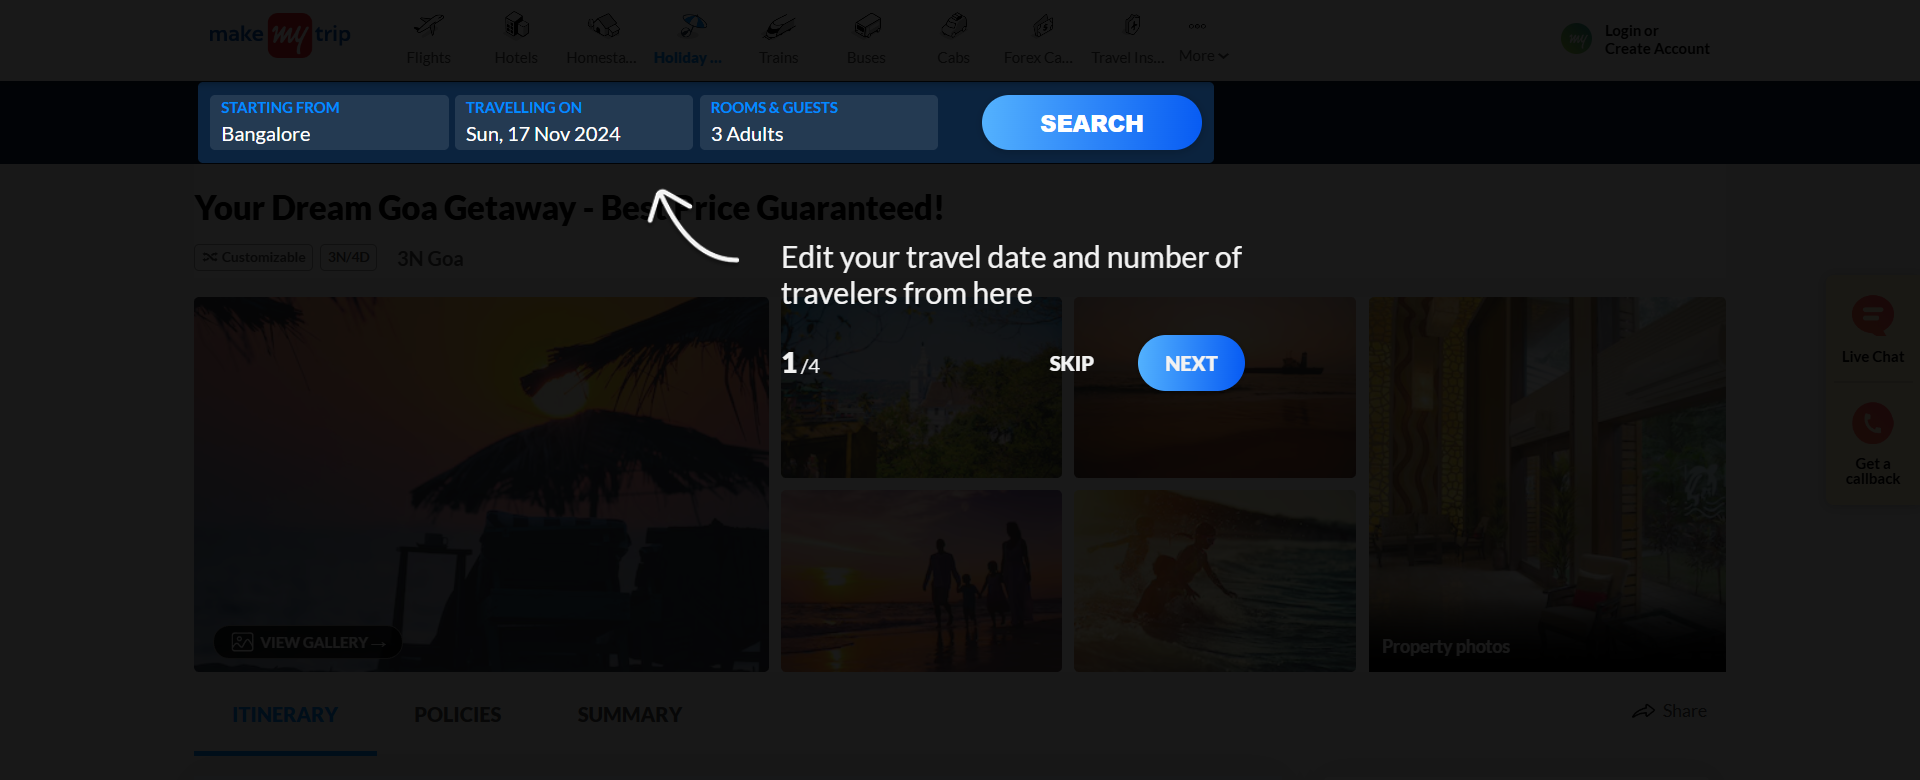 make my trip
Flights
Hotels
Homesta...
Holiday ...
Trains
Buses
Cabs
Forex Ca...
Travel Ins...
More
my
Login or
Create Account
STARTING FROM
Bangalore
TRAVELLING ON
Sun, 17 Nov 2024
ROOMS & GUESTS
3 Adults
SEARCH
Your Dream Goa Getaway - Best Price Guaranteed!
Customizable
3N/4D
3N Goa
Edit your travel date and number of
travelers from here
1/4
SKIP
NEXT
Live Chat
Get a
callback
VIEW GALLERY →
Property photos
ITINERARY
POLICIES
SUMMARY
Share